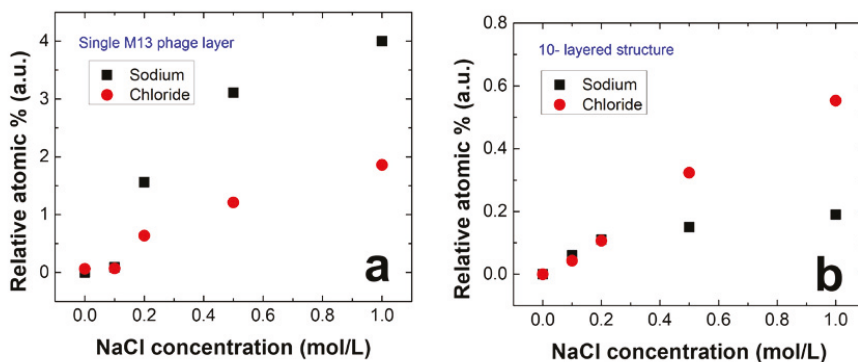 Single M13 phage layer
Sodium
Chloride
Relative atomic % (a.u.)
4
3
2
1
0
0.0 0.2 0.4 0.6 0.8 1.0
NaCl concentration (mol/L)
a
10- layered structure
Sodium
Chloride
Relative atomic % (a.u.)
0.8
0.6
0.4
0.2
0.0
0.0 0.2 0.4 0.6 0.8 1.0
NaCl concentration (mol/L)
b